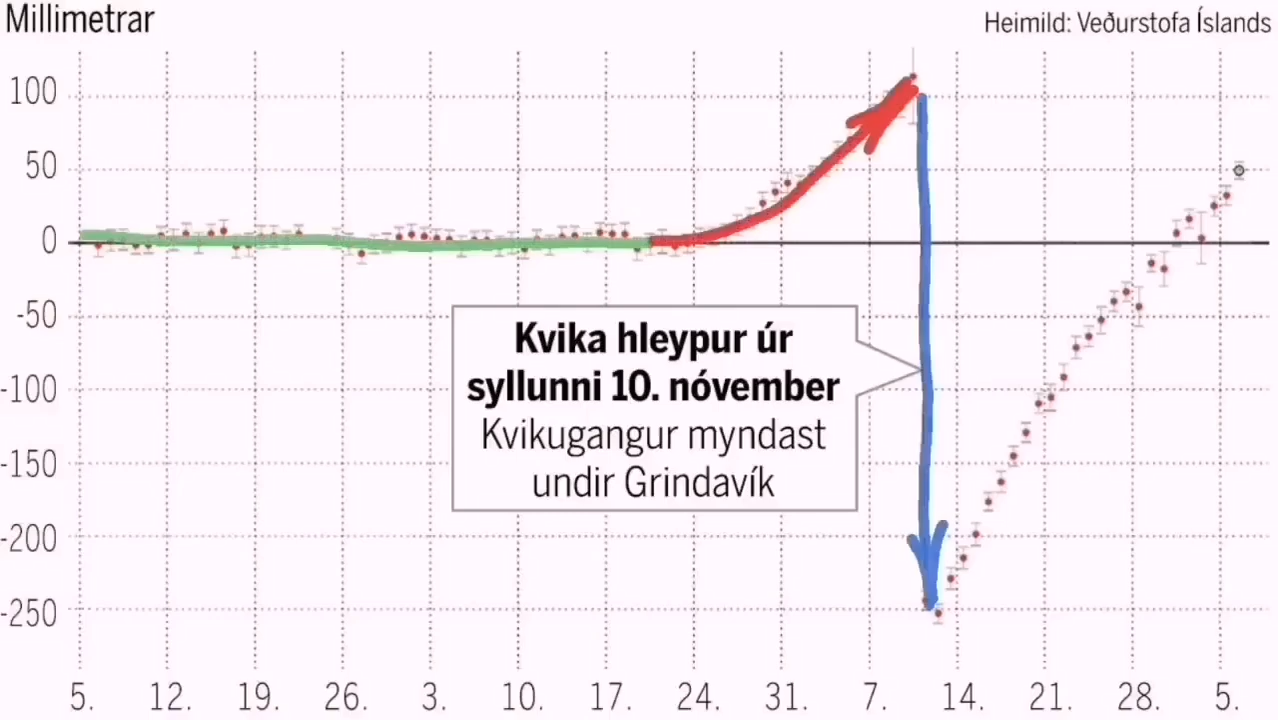 Millimetrar
Heimild: Veðurstofa Íslands
100
50
0
-50
-100
-150
-200
-250
Kvika hleypur úr
syllunni 10. nóvember
Kvikugangur myndast
undir Grindavík
5. 12. 19. 26. 3. 10. 17. 24. 31. 7. 14. 21. 28. 5.